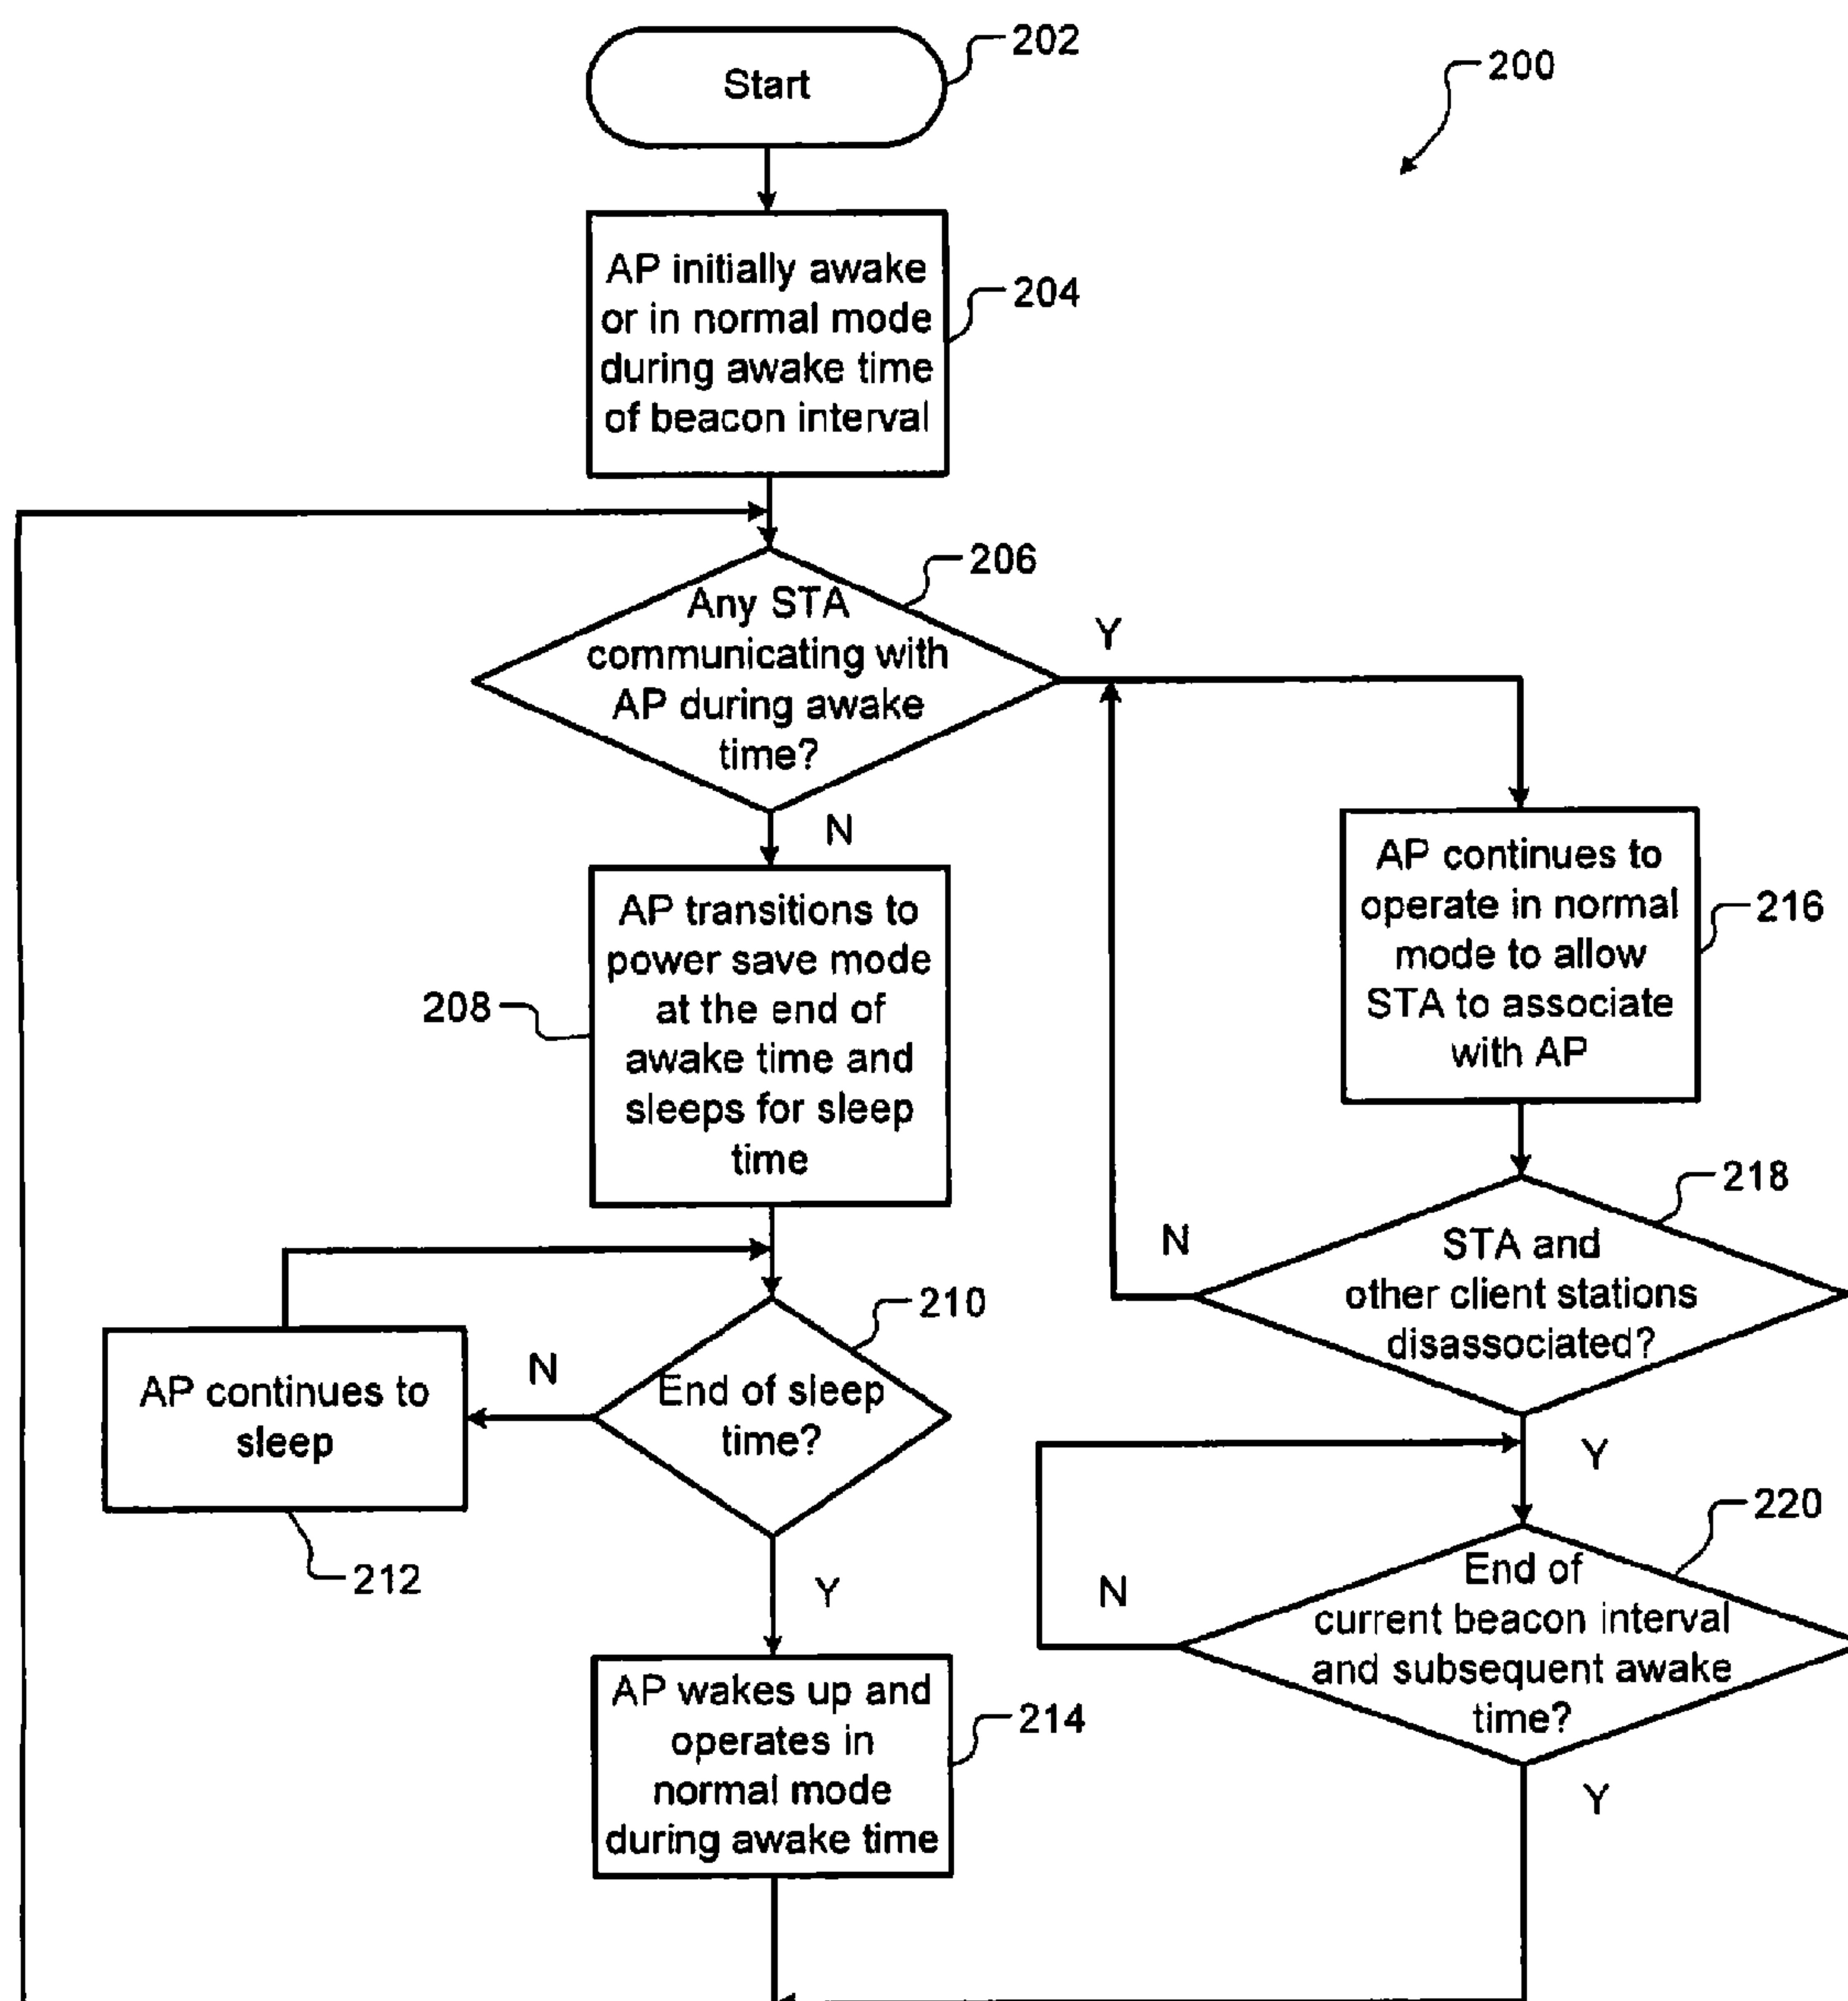 Start
202
200
AP initially awake
or in normal mode
during awake time
of beacon interval
204
206
Any STA
communicating with
AP during awake
time?
Y
N
AP transitions to
power save mode
at the end of
awake time and
sleeps for sleep
time
208
AP continues to
operate in normal
mode to allow
STA to associate
with AP
216
218
STA and
other client stations
disassociated?
N
Y
210
End of sleep
time?
N
AP continues to
sleep
212
Y
220
End of
current beacon interval
and subsequent awake
time?
N
Y
AP wakes up and
operates in
normal mode
during awake time
214